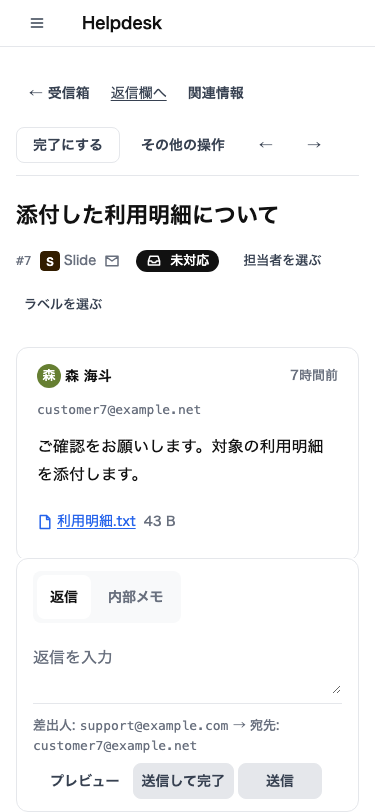 Helpdesk
← 受信箱 返信欄へ 関連情報
完了にする その他の操作 ← →
添付した利用明細について
#7 S Slide 未対応 担当者を選ぶ
ラベルを選ぶ
森 森 海斗 7時間前
customer7@example.net
ご確認をお願いします。対象の利用明細
を添付します。
利用明細.txt 43 B
返信 内部メモ
返信を入力
差出人: support@example.com → 宛先:
customer7@example.net
プレビュー 送信して完了 送信